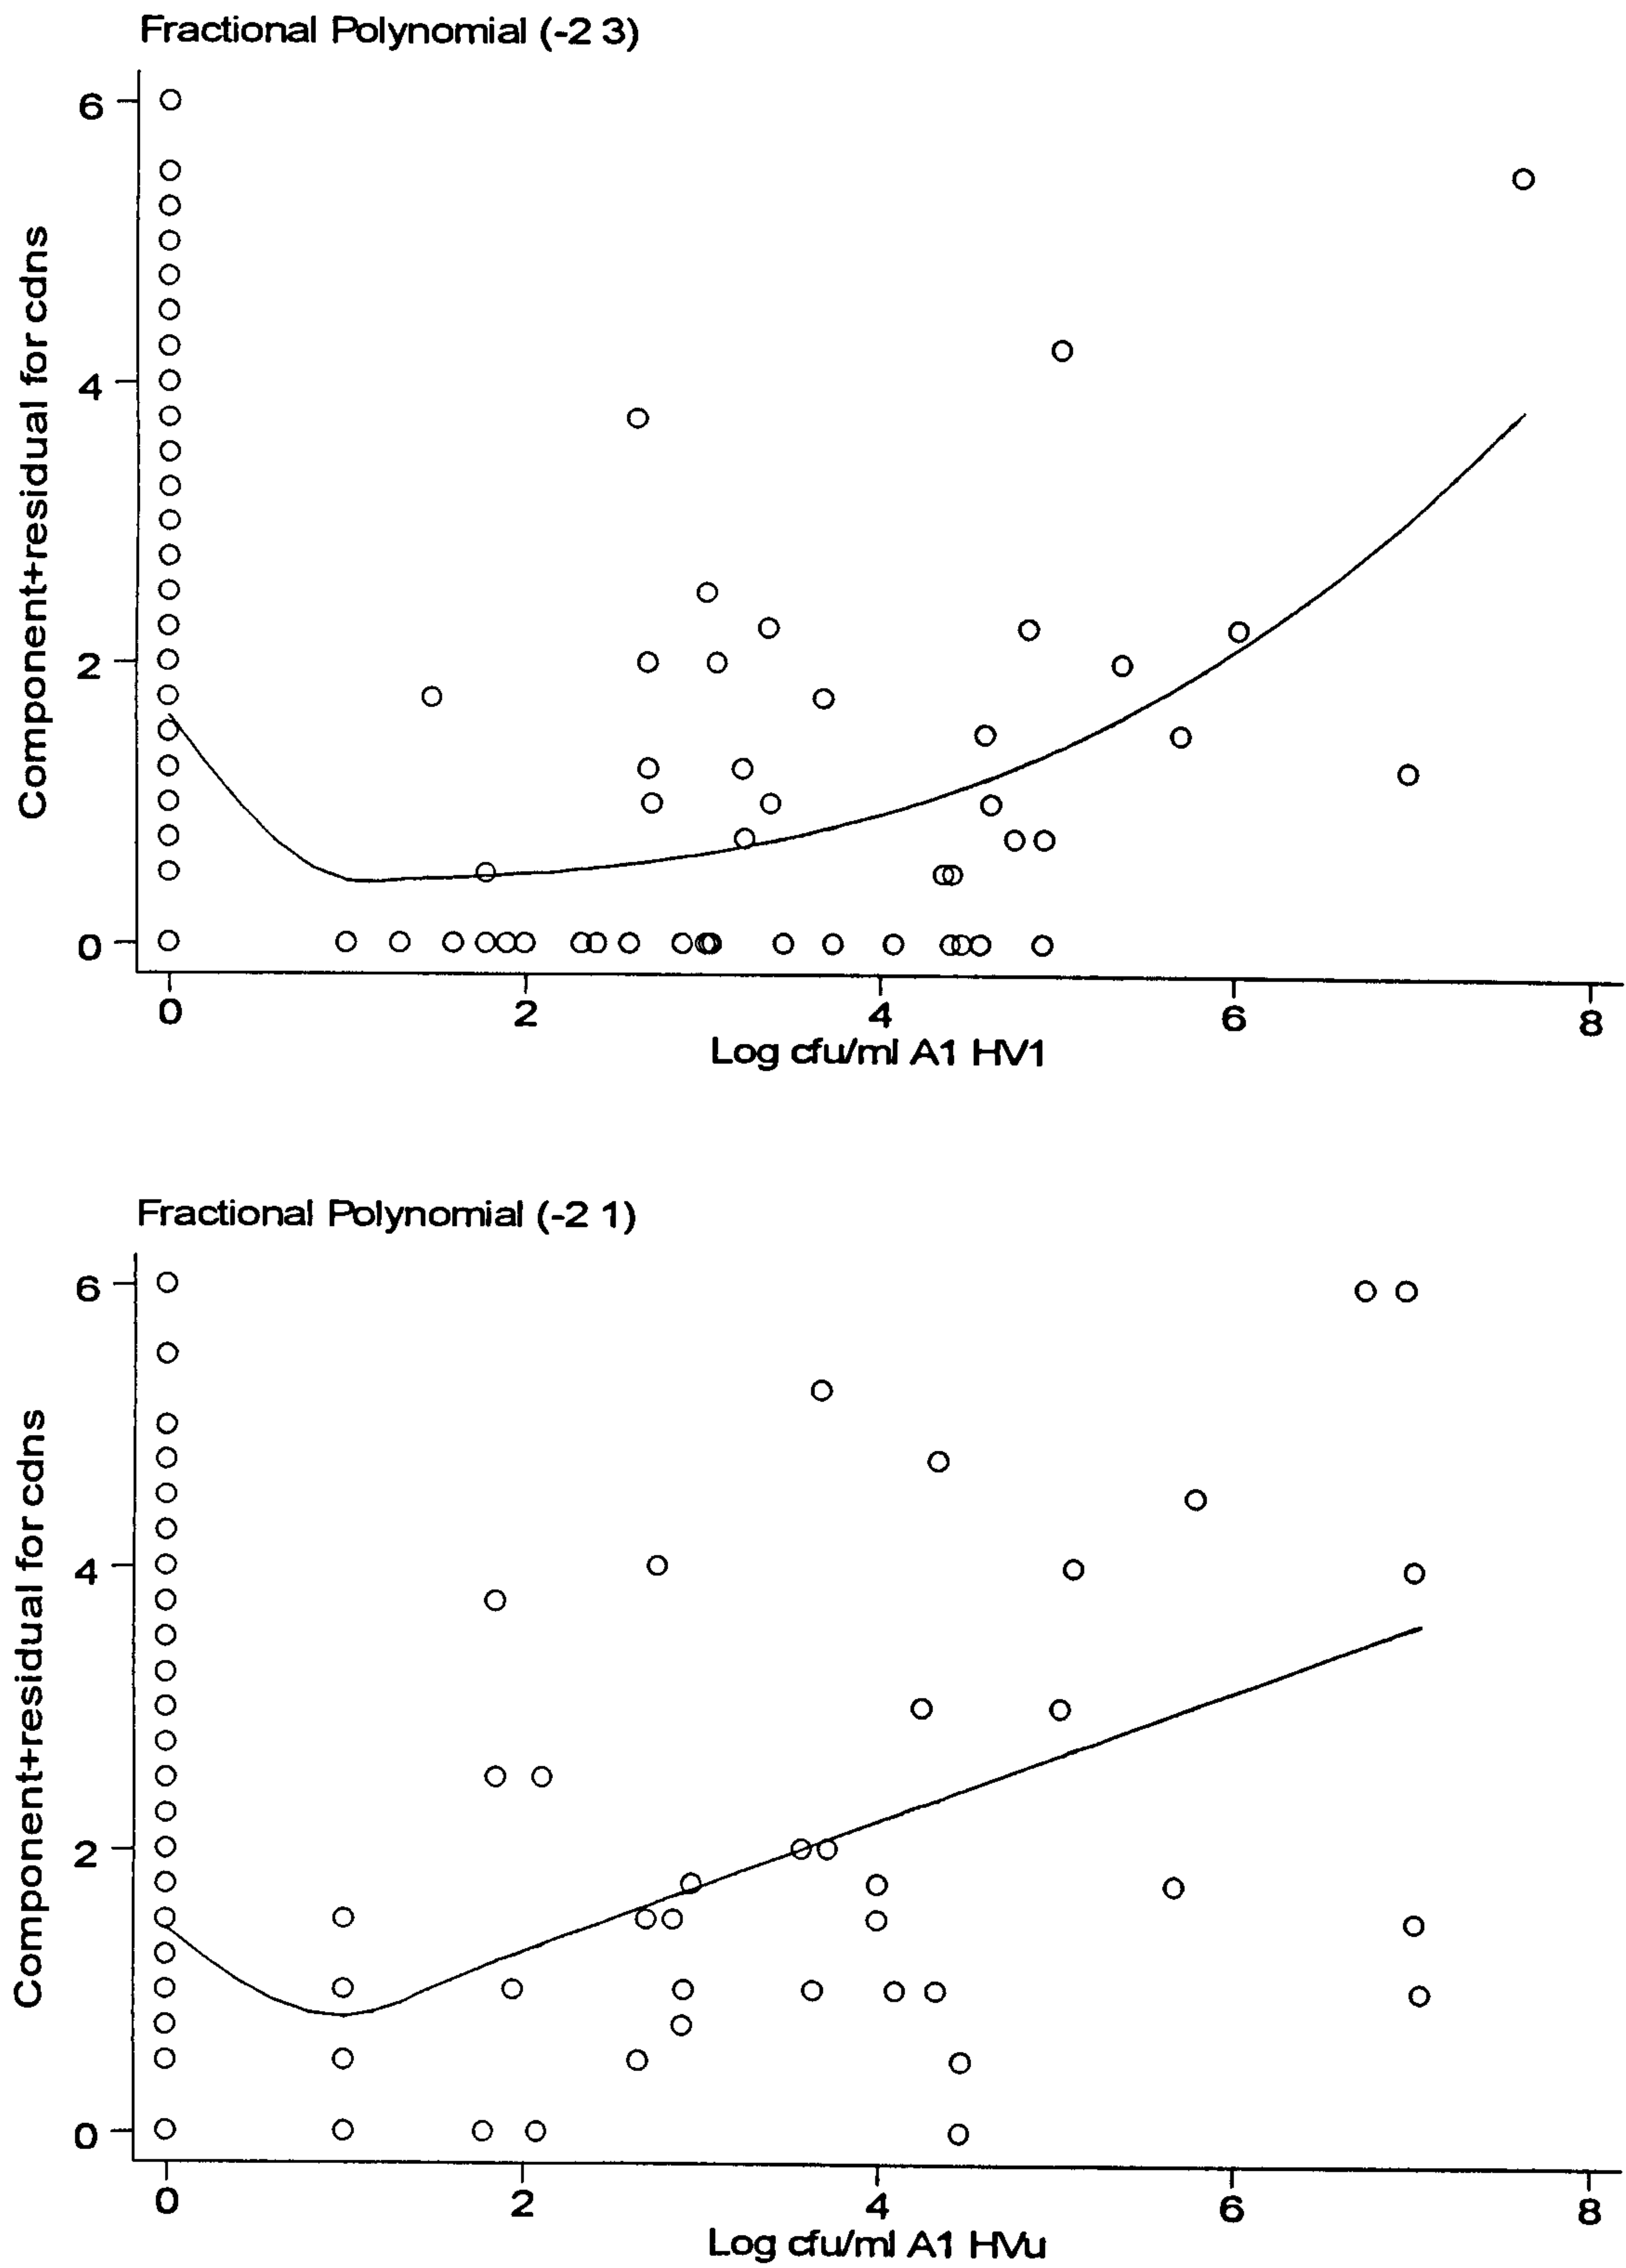 Fractional Polynomial (-2 3)
Component+residual for cdns
6
4
2
0
0 2 4 6 8
Log cfu/ml A1 HV1
Fractional Polynomial (-2 1)
Component+residual for cdns
6
4
2
0
0 2 4 6 8
Log cfu/ml A1 HVu